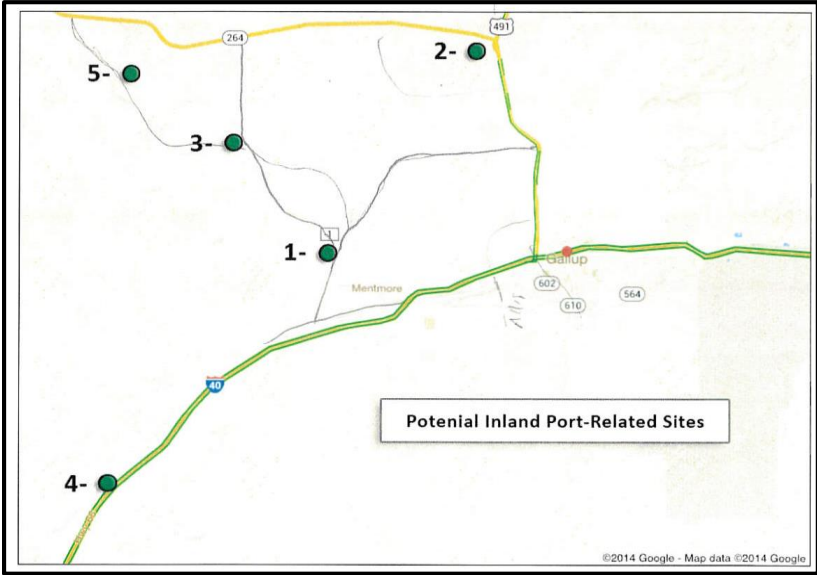 491
264
2-
5-
3-
1-
Mentmore
Gallup
602
564
610
40
Potenial Inland Port-Related Sites
4-
©2014 Google - Map data ©2014 Google